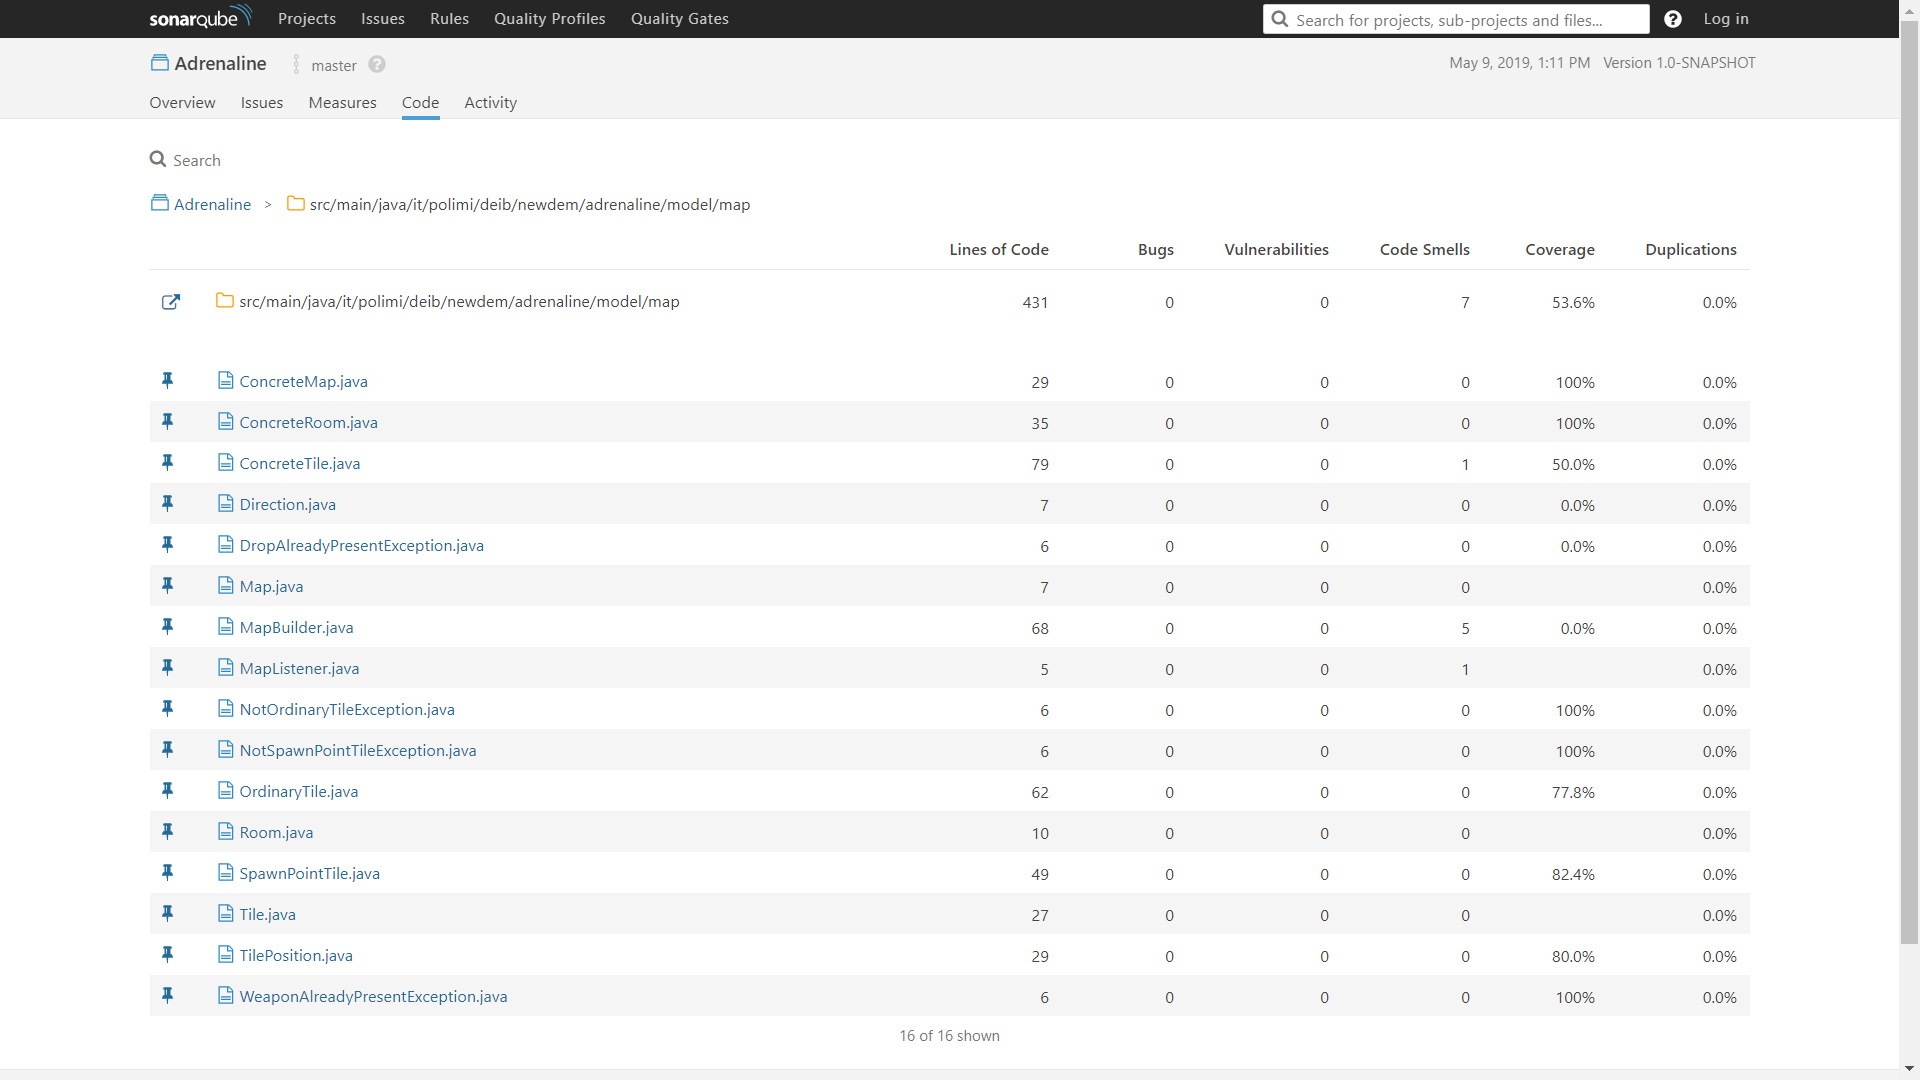 sonarqube Projects Issues Rules Quality Profiles Quality Gates Search for projects, sub-projects and files... ? Log in
Adrenaline master ? May 9, 2019, 1:11 PM Version 1.0-SNAPSHOT
Overview Issues Measures Code Activity
Search
Adrenaline > src/main/java/it/polimi/deib/newdem/adrenaline/model/map
Lines of Code Bugs Vulnerabilities Code Smells Coverage Duplications
src/main/java/it/polimi/deib/newdem/adrenaline/model/map 431 0 0 7 53.6% 0.0%
ConcreteMap.java 29 0 0 0 100% 0.0%
ConcreteRoom.java 35 0 0 0 100% 0.0%
ConcreteTile.java 79 0 0 1 50.0% 0.0%
Direction.java 7 0 0 0 0.0% 0.0%
DropAlreadyPresentException.java 6 0 0 0 0.0% 0.0%
Map.java 7 0 0 0 0.0%
MapBuilder.java 68 0 0 5 0.0% 0.0%
MapListener.java 5 0 0 1 0.0%
NotOrdinaryTileException.java 6 0 0 0 100% 0.0%
NotSpawnPointTileException.java 6 0 0 0 100% 0.0%
OrdinaryTile.java 62 0 0 0 77.8% 0.0%
Room.java 10 0 0 0 0.0%
SpawnPointTile.java 49 0 0 0 82.4% 0.0%
Tile.java 27 0 0 0 0.0%
TilePosition.java 29 0 0 0 80.0% 0.0%
WeaponAlreadyPresentException.java 6 0 0 0 100% 0.0%
16 of 16 shown